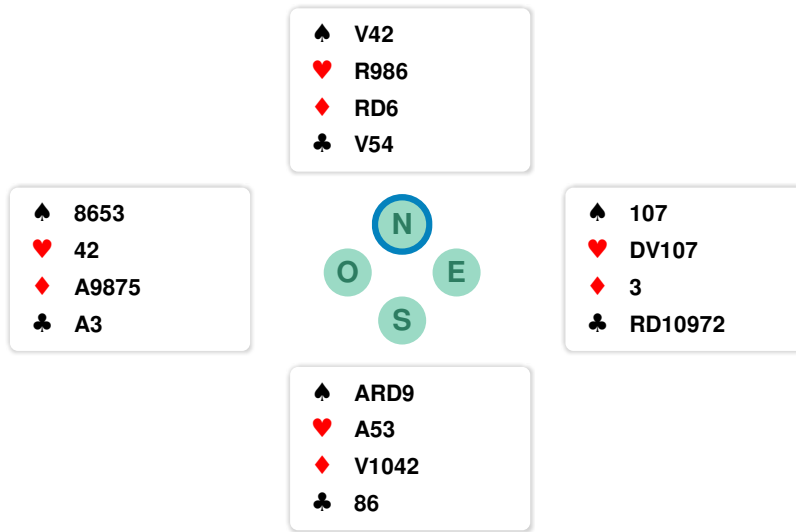 ♠ V42
♥ R986
♦ RD6
♣ V54
♠ 8653
♥ 42
♦ A9875
♣ A3
N
O E
S
♠ 107
♥ DV107
♦ 3
♣ RD10972
♠ ARD9
♥ A53
♦ V1042
♣ 86